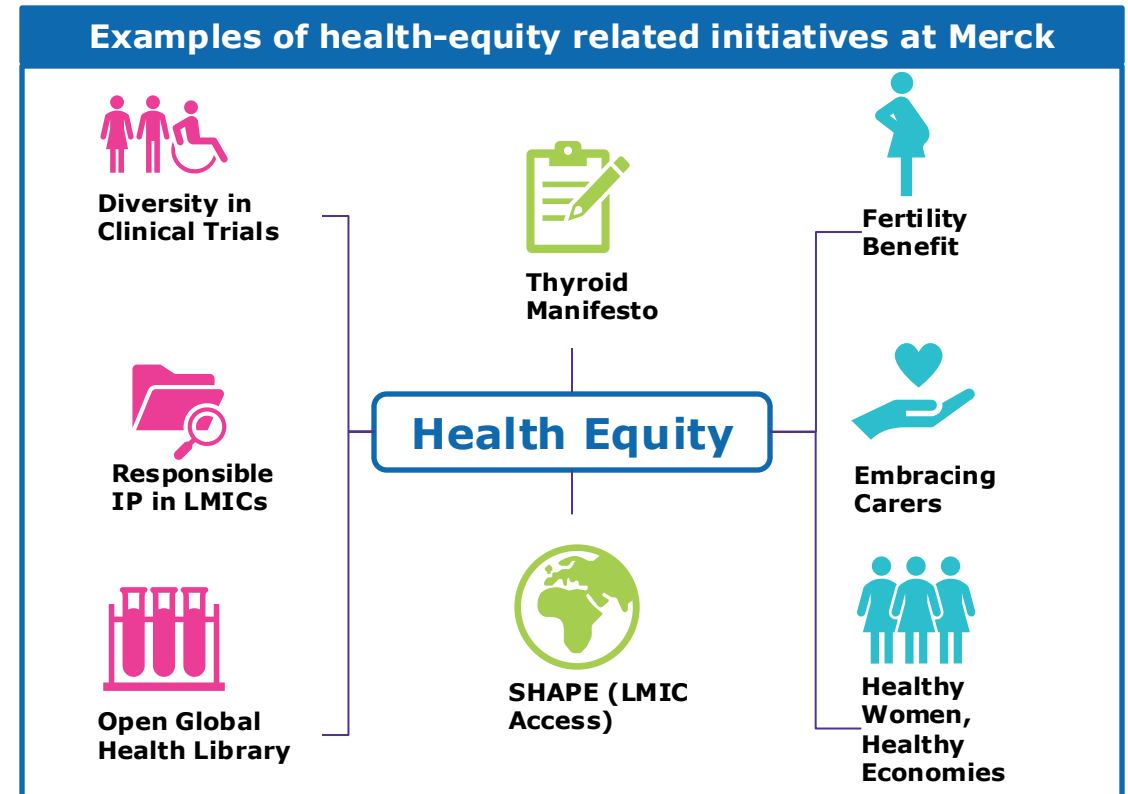 Examples of health-equity related initiatives at Merck
Diversity in
Clinical Trials
Thyroid
Manifesto
Fertility
Benefit
Responsible
IP in LMICs
Health Equity
Embracing
Carers
Open Global
Health Library
SHAPE (LMIC
Access)
Healthy
Women,
Healthy
Economies